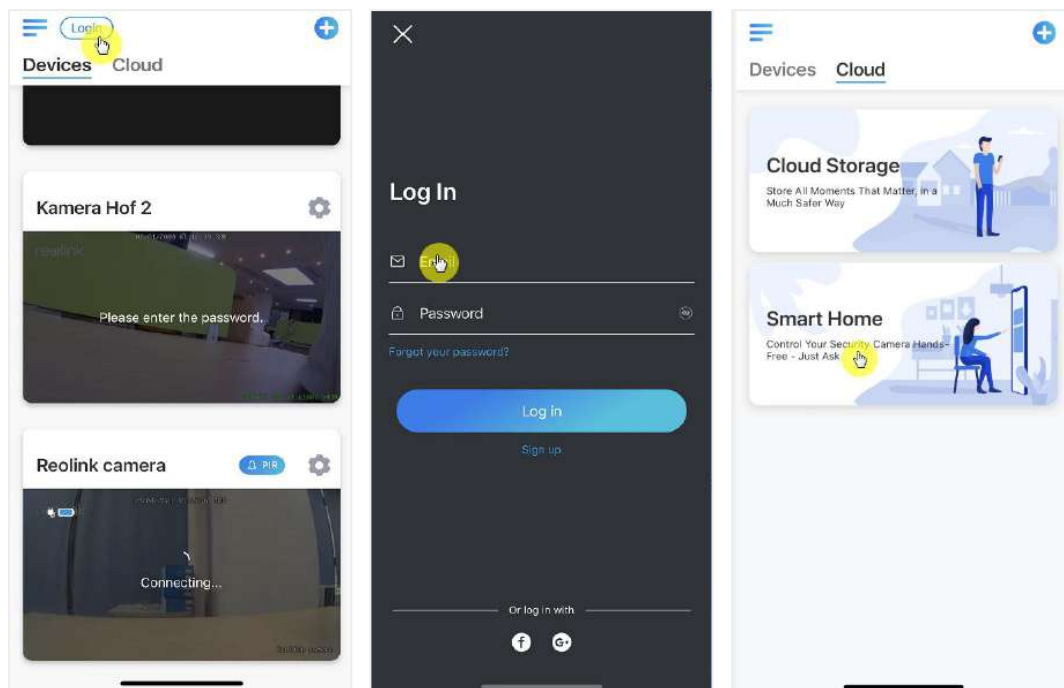 Login
Devices Cloud
Kamera Hof 2
reolink
Please enter the password.
Reolink camera
PIR
Connecting...
Log In
Email
Password
Forgot your password?
Log in
Sign up
Or log in with
f G+
Devices Cloud
Cloud Storage
Store All Moments That Matter, in a
Much Safer Way
Smart Home
Control Your Security Camera Hands-
Free - Just Ask